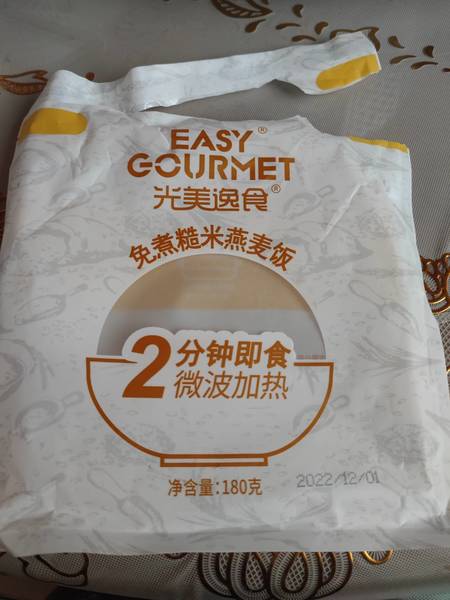 EASY®
GOURMET
光美逸食®
免煮糙米燕麦饭
2分钟即食
微波加热
净含量:180克
2022/12/01